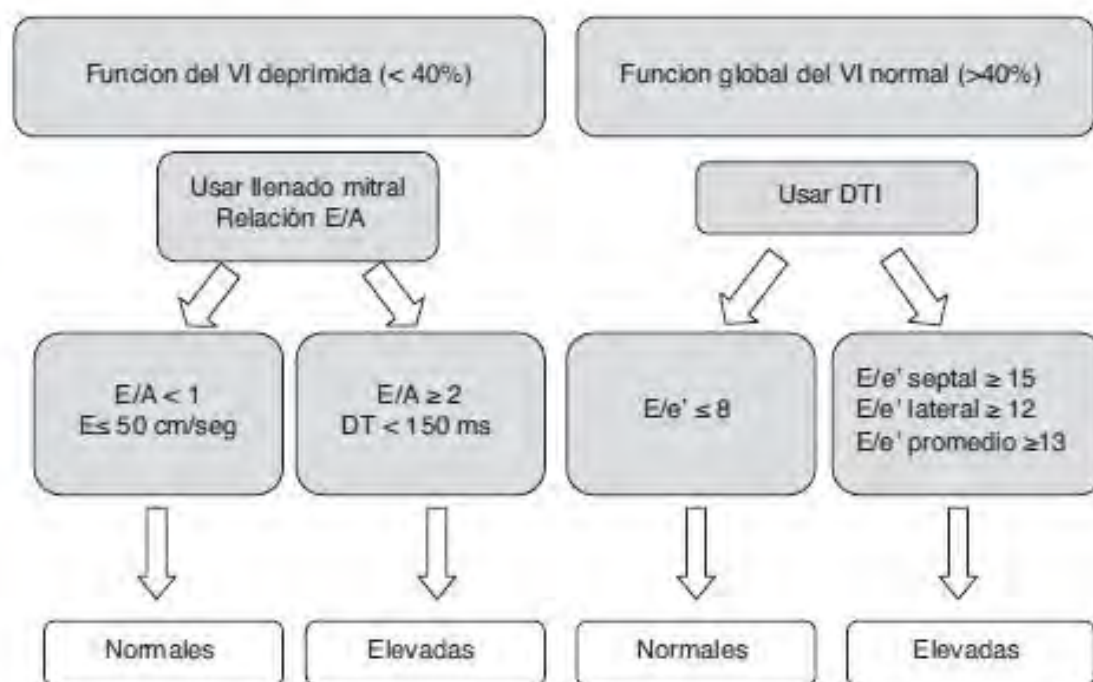 Funcion del VI deprimida (< 40%)
Funcion global del VI normal (>40%)
Usar llenado mitral
Relación E/A
Usar DTI
E/A < 1
E≤ 50 cm/seg
E/A ≥ 2
DT < 150 ms
E/e' ≤ 8
E/e' septal ≥ 15
E/e' lateral ≥ 12
E/e' promedio ≥13
Normales
Elevadas
Normales
Elevadas